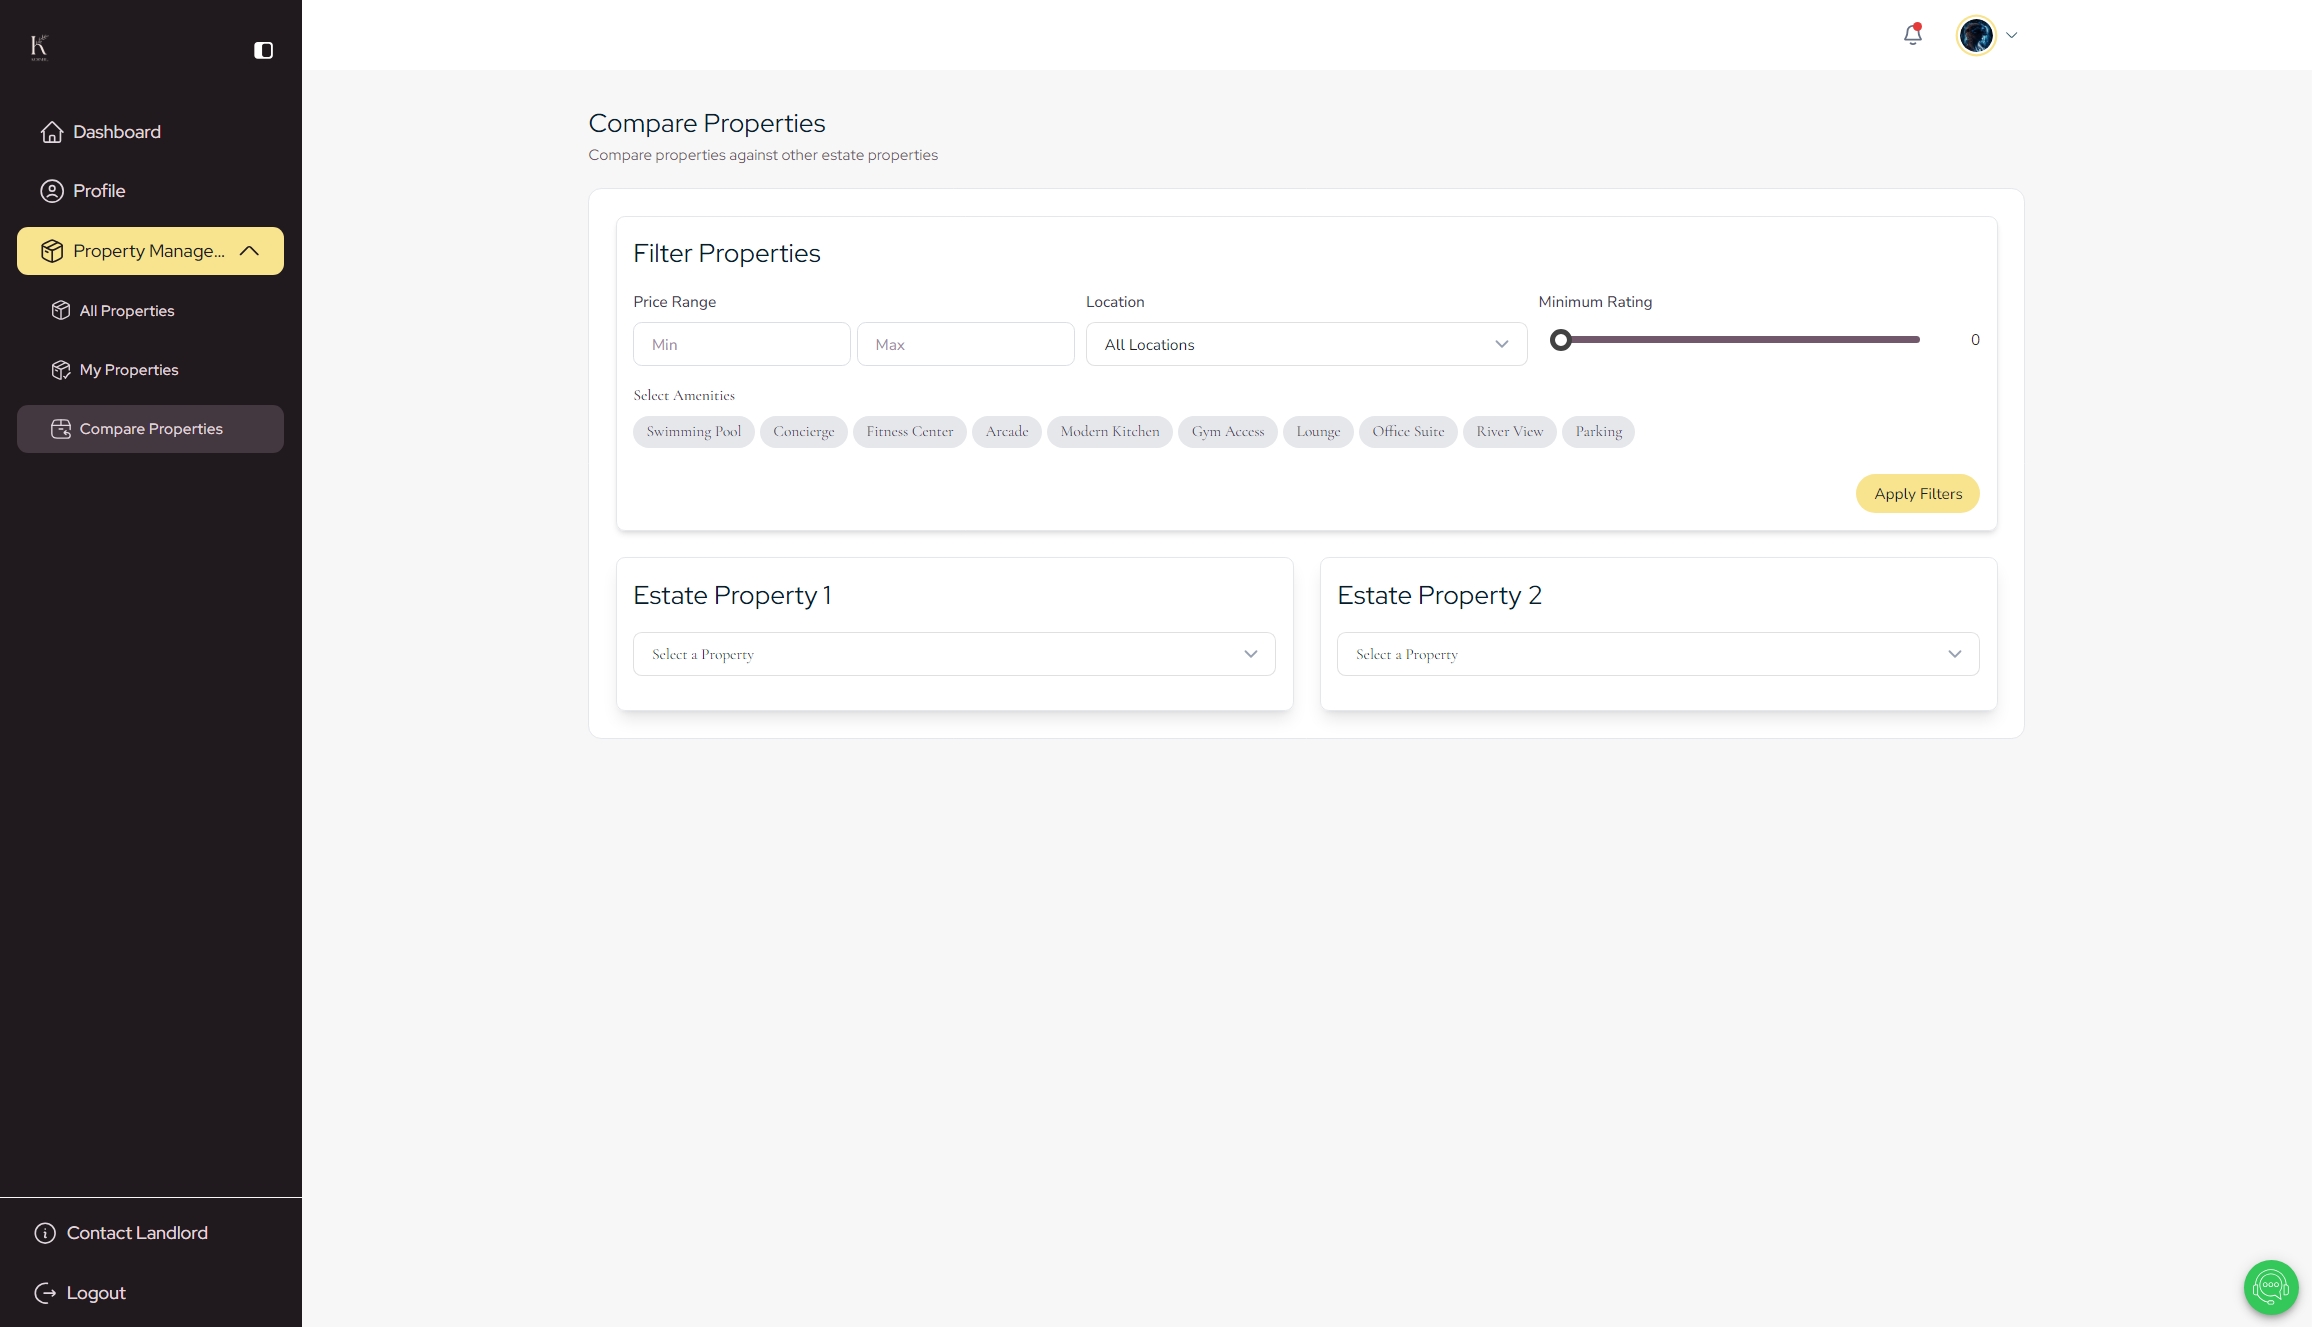 K
Dashboard
Profile
Property Manage...
All Properties
My Properties
Compare Properties
Contact Landlord
Logout
Compare Properties
Compare properties against other estate properties
Filter Properties
Price Range
Location
Minimum Rating
Min
Max
All Locations
0
Select Amenities
Swimming Pool
Concierge
Fitness Center
Arcade
Modern Kitchen
Gym Access
Lounge
Office Suite
River View
Parking
Apply Filters
Estate Property 1
Select a Property
Estate Property 2
Select a Property